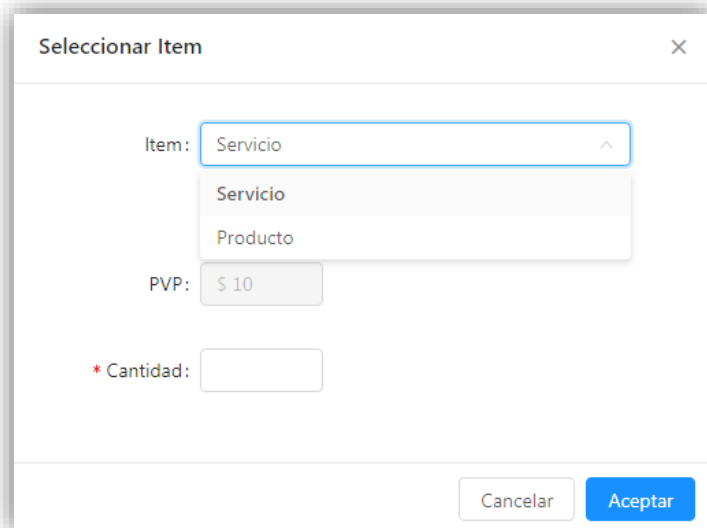 Seleccionar Item
Item: Servicio
Servicio
Producto
PVP: $ 10
* Cantidad:
Cancelar Aceptar